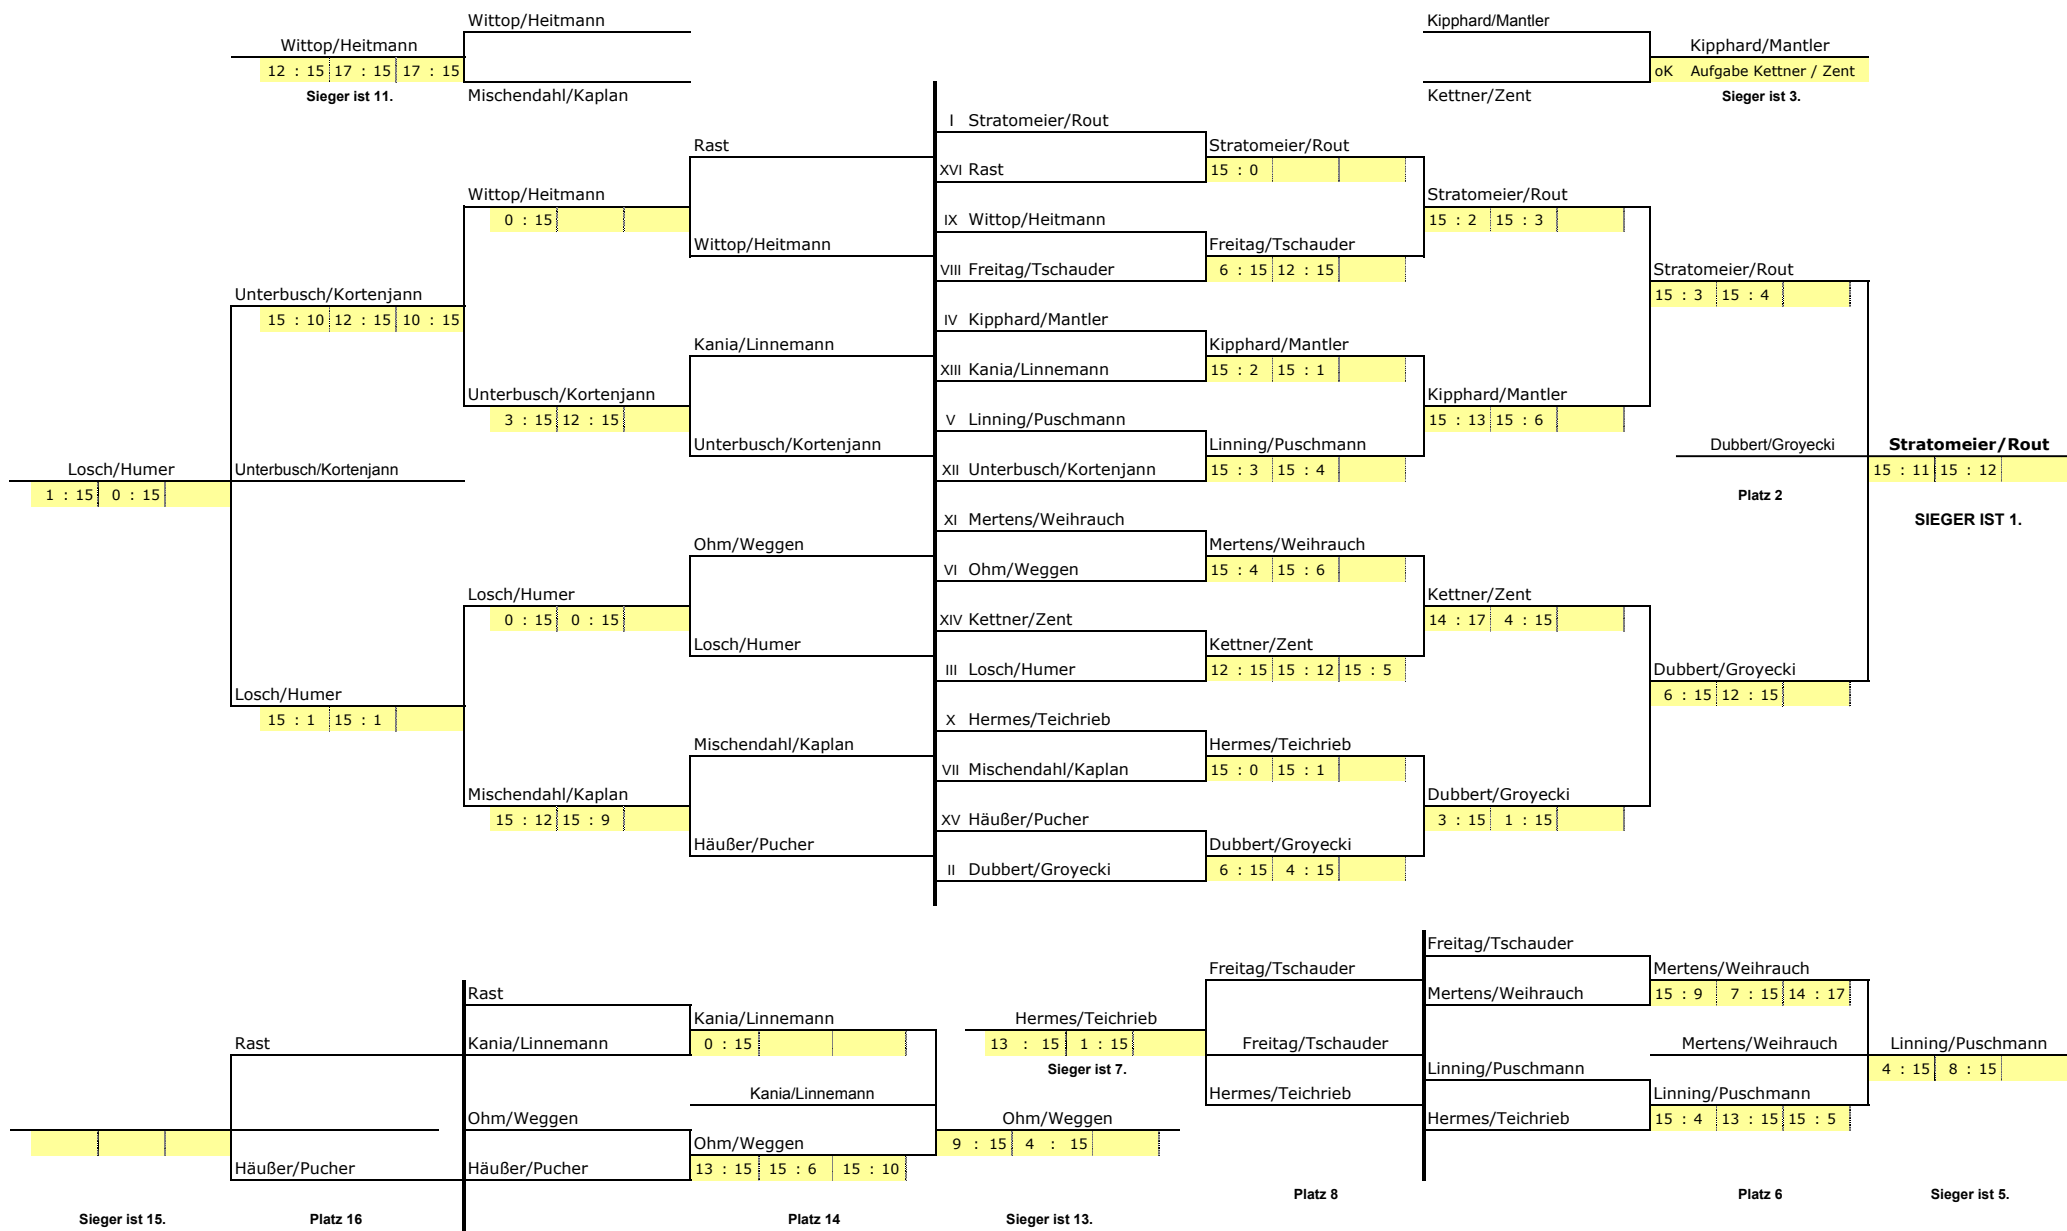 Wittop/Heitmann Kipphard/Mantler
Wittop/Heitmann Kipphard/Mantler
12 : 15 17 : 15 17 : 15 oK Aufgabe Kettner / Zent
Sieger ist 11. Mischendahl/Kaplan Kettner/Zent Sieger ist 3.
I Stratomeier/Rout
Rast Stratomeier/Rout
XVI Rast 15 : 0
Wittop/Heitmann Stratomeier/Rout
0 : 15 IX Wittop/Heitmann 15 : 2 15 : 3
Wittop/Heitmann Freitag/Tschauder
VIII Freitag/Tschauder 6 : 15 12 : 15 Stratomeier/Rout
Unterbusch/Kortenjann 15 : 3 15 : 4
15 : 10 12 : 15 10 : 15 IV Kipphard/Mantler
Kania/Linnemann Kipphard/Mantler
XIII Kania/Linnemann 15 : 2 15 : 1
Unterbusch/Kortenjann Kipphard/Mantler
3 : 15 12 : 15 V Linning/Puschmann 15 : 13 15 : 6
Unterbusch/Kortenjann Linning/Puschmann Dubbert/Groyecki Stratomeier/Rout
Losch/Humer Unterbusch/Kortenjann XII Unterbusch/Kortenjann 15 : 3 15 : 4 15 : 11 15 : 12
1 : 15 0 : 15 Platz 2
XI Mertens/Weihrauch SIEGER IST 1.
Ohm/Weggen Mertens/Weihrauch
VI Ohm/Weggen 15 : 4 15 : 6
Losch/Humer Kettner/Zent
0 : 15 0 : 15 XIV Kettner/Zent 14 : 17 4 : 15
Losch/Humer Kettner/Zent
III Losch/Humer 12 : 15 15 : 12 15 : 5 Dubbert/Groyecki
Losch/Humer 6 : 15 12 : 15
15 : 1 15 : 1 X Hermes/Teichrieb
Mischendahl/Kaplan Hermes/Teichrieb
VII Mischendahl/Kaplan 15 : 0 15 : 1
Mischendahl/Kaplan Dubbert/Groyecki
15 : 12 15 : 9 XV Häußer/Pucher 3 : 15 1 : 15
Häußer/Pucher Dubbert/Groyecki
II Dubbert/Groyecki 6 : 15 4 : 15
Freitag/Tschauder
Freitag/Tschauder Mertens/Weihrauch
Rast Mertens/Weihrauch 15 : 9 7 : 15 14 : 17
Kania/Linnemann Hermes/Teichrieb
Rast Kania/Linnemann 0 : 15 13 : 15 1 : 15 Freitag/Tschauder Mertens/Weihrauch Linning/Puschmann
Sieger ist 7. Linning/Puschmann 4 : 15 8 : 15
Kania/Linnemann Hermes/Teichrieb Linning/Puschmann
Ohm/Weggen Ohm/Weggen Hermes/Teichrieb 15 : 4 13 : 15 15 : 5
Ohm/Weggen 9 : 15 4 : 15
Häußer/Pucher Häußer/Pucher 13 : 15 15 : 6 15 : 10
Platz 8 Platz 6 Sieger ist 5.
Sieger ist 15. Platz 16 Platz 14 Sieger ist 13.